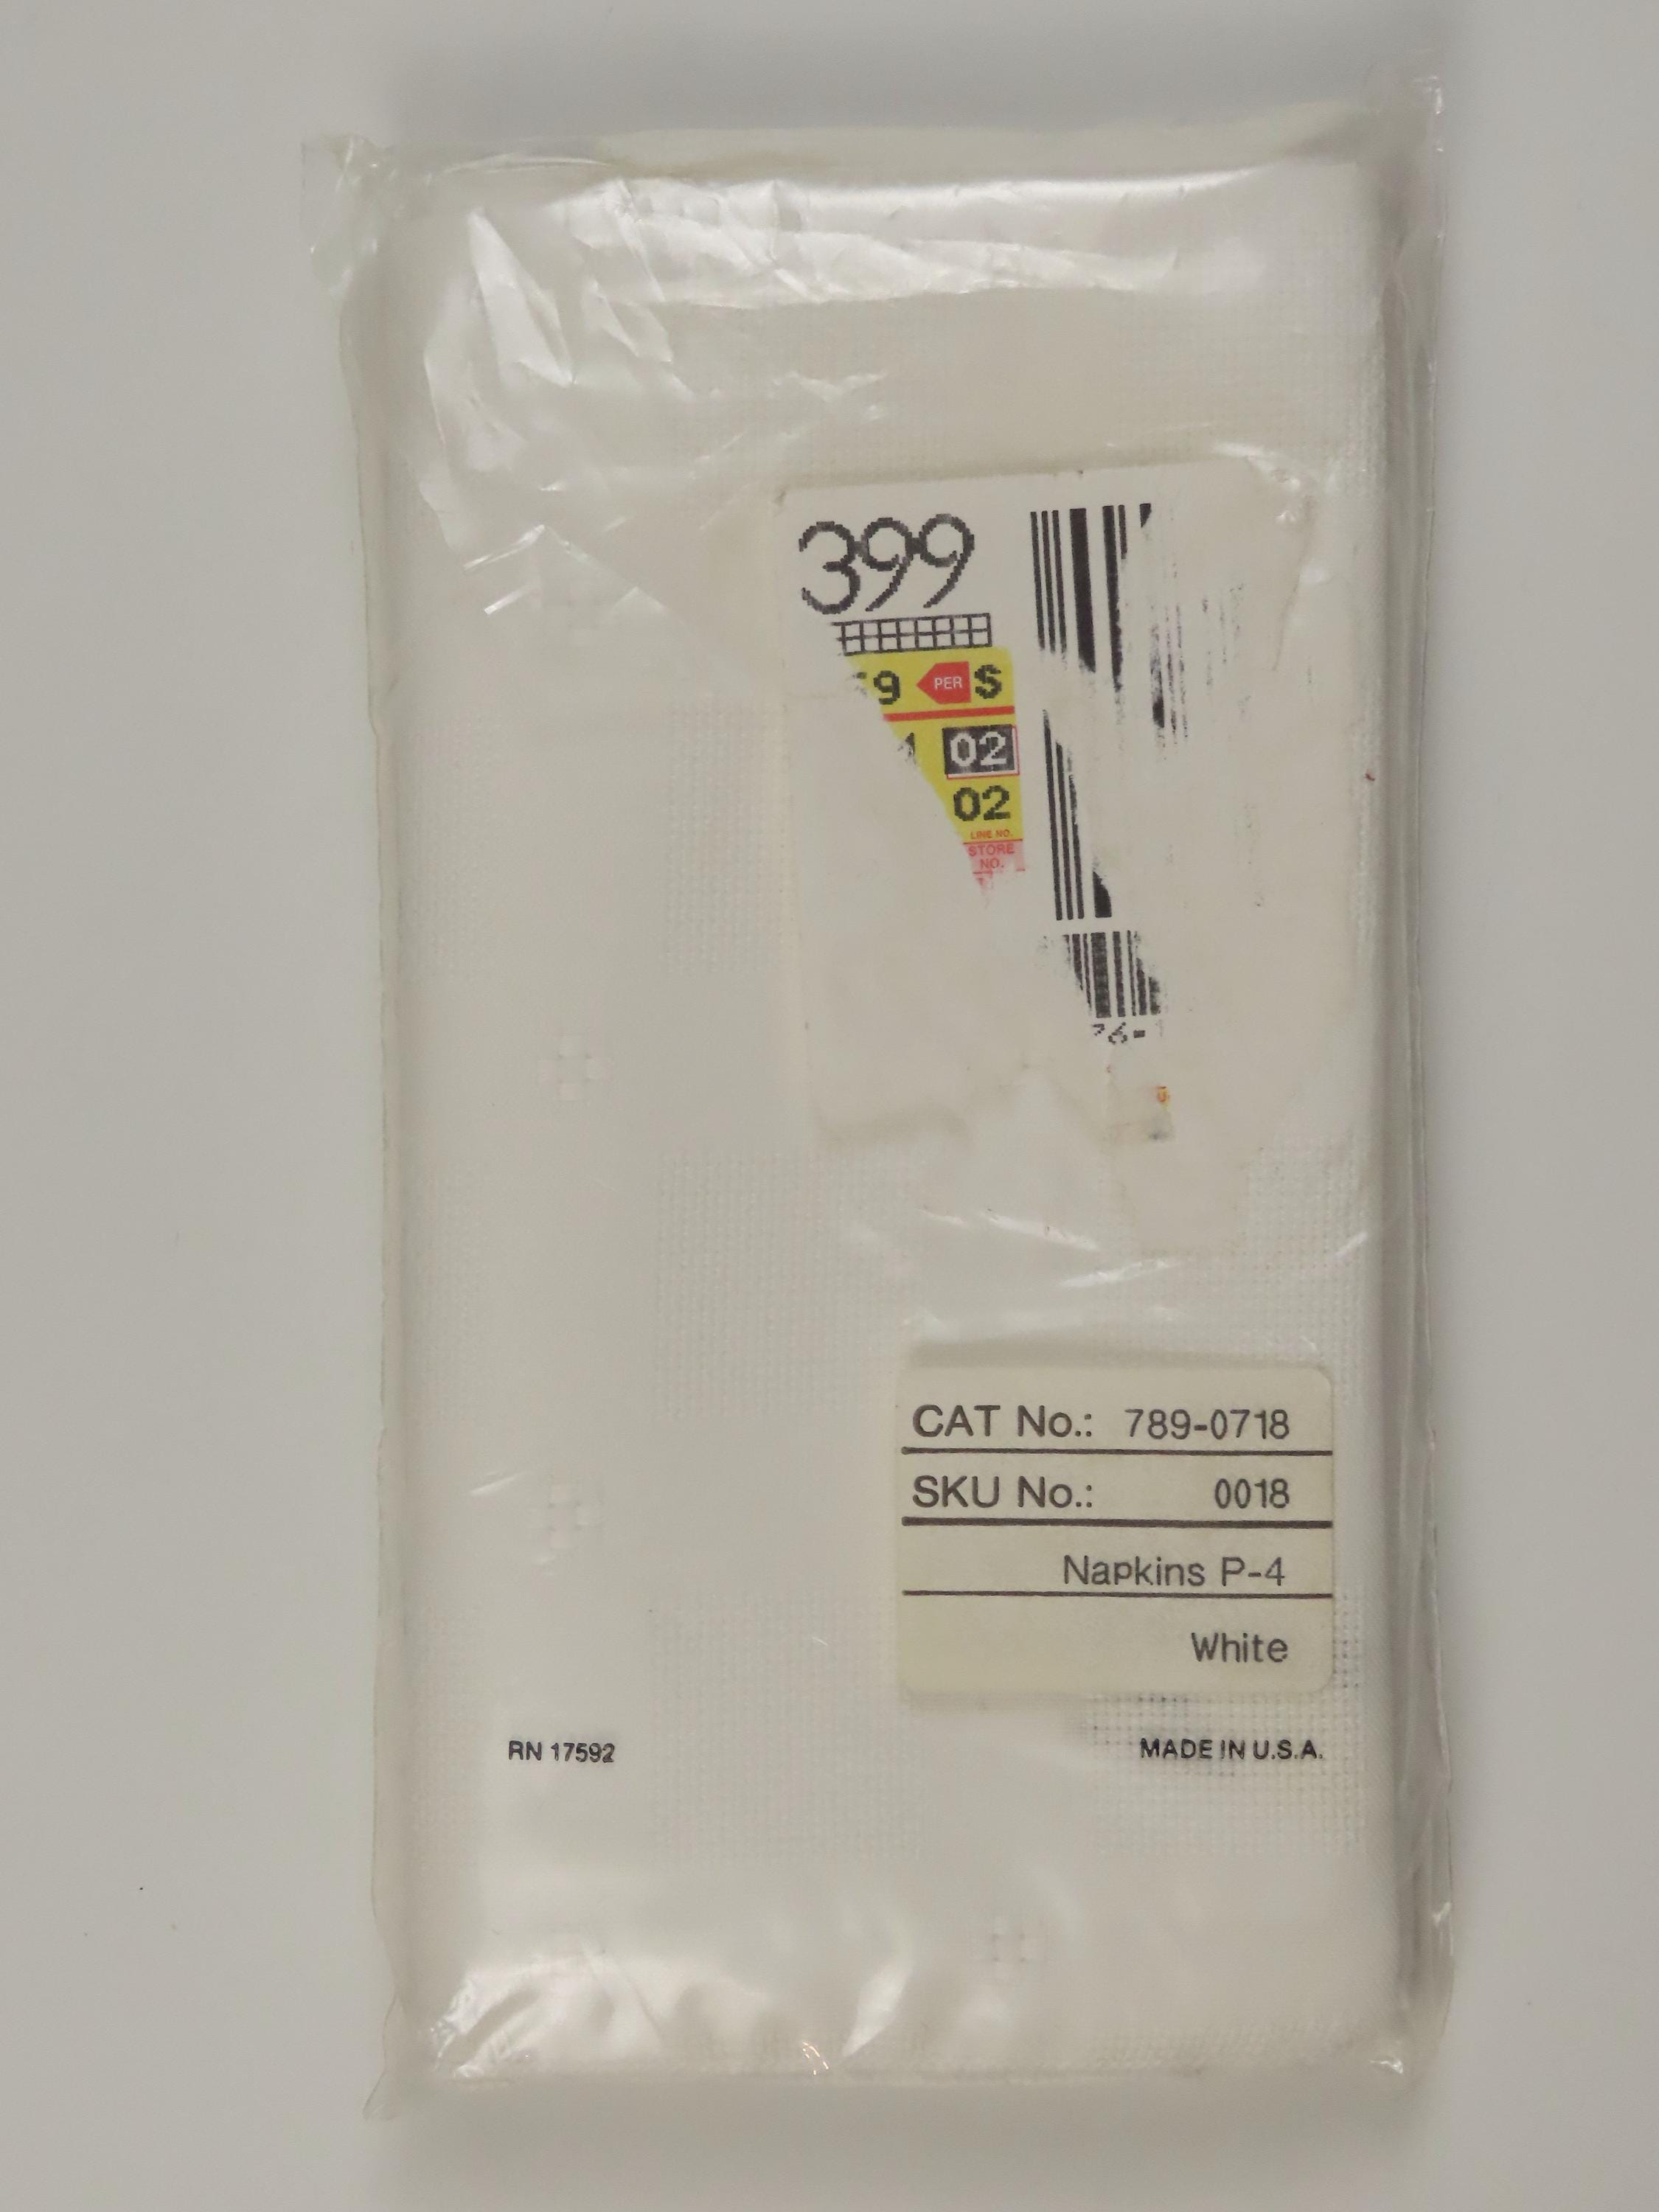 399
9 PER S
02
02
LINE NO.
STORE
NO.
76-
CAT No.: 789-0718
SKU No.: 0018
Napkins P-4
White
RN 17592 MADE IN U.S.A.